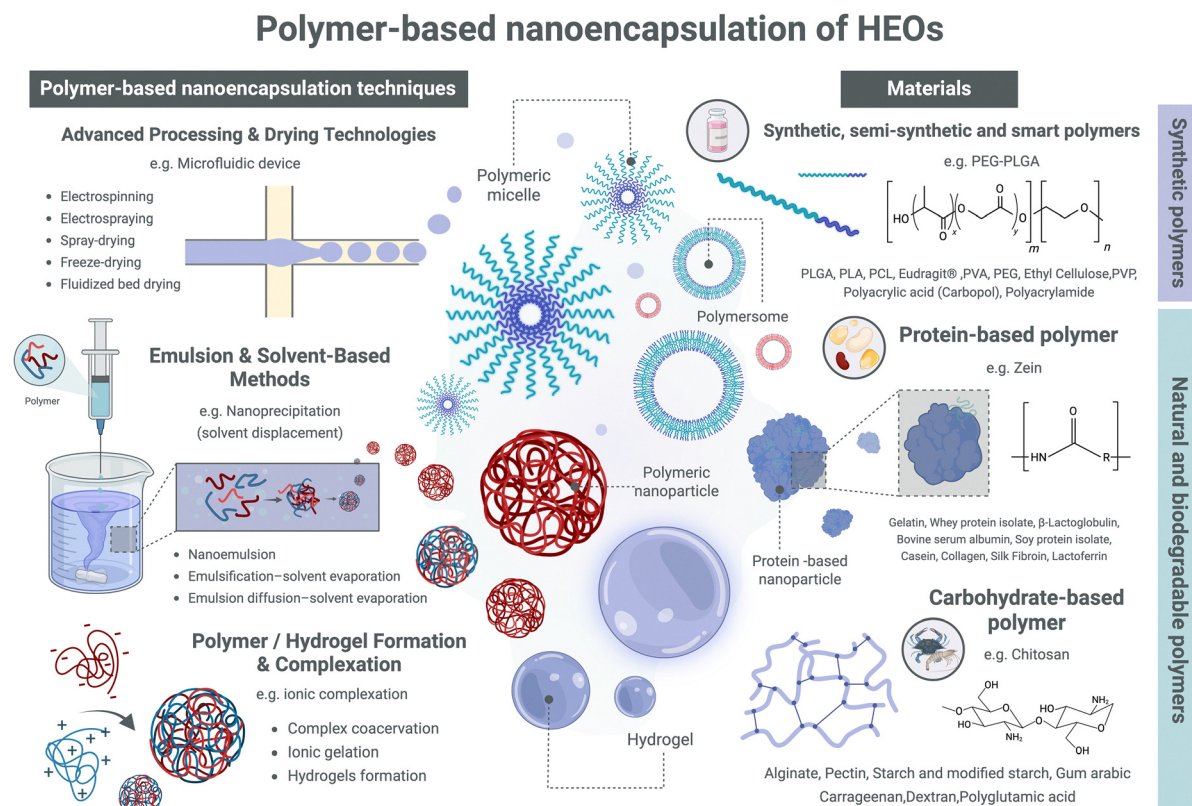 Polymer-based nanoencapsulation of HEOs
Polymer-based nanoencapsulation techniques
Advanced Processing & Drying Technologies
e.g. Microfluidic device
• Electrospinning
• Electrospraying
• Spray-drying
• Freeze-drying
• Fluidized bed drying
Polymer
Emulsion & Solvent-Based
Methods
e.g. Nanoprecipitation
(solvent displacement)
• Nanoemulsion
• Emulsification–solvent evaporation
• Emulsion diffusion–solvent evaporation
Polymer / Hydrogel Formation
& Complexation
e.g. ionic complexation
• Complex coacervation
• Ionic gelation
• Hydrogels formation
Polymeric
micelle
Polymersome
Polymeric
nanoparticle
Protein -based
nanoparticle
Hydrogel
Materials
Synthetic, semi-synthetic and smart polymers
e.g. PEG-PLGA
HO
O
O
x
O
O
y
m
O
n
PLGA, PLA, PCL, Eudragit® ,PVA, PEG, Ethyl Cellulose,PVP,
Polyacrylic acid (Carbopol), Polyacrylamide
Protein-based polymer
e.g. Zein
O
HN
R
Gelatin, Whey protein isolate, β-Lactoglobulin,
Bovine serum albumin, Soy protein isolate,
Casein, Collagen, Silk Fibroin, Lactoferrin
Carbohydrate-based
polymer
e.g. Chitosan
OH
O
HO
NH₂
O
O
HO
NH₂
O
OH
Alginate, Pectin, Starch and modified starch, Gum arabic
Carrageenan,Dextran,Polyglutamic acid
Synthetic polymers
Natural and biodegradable polymers